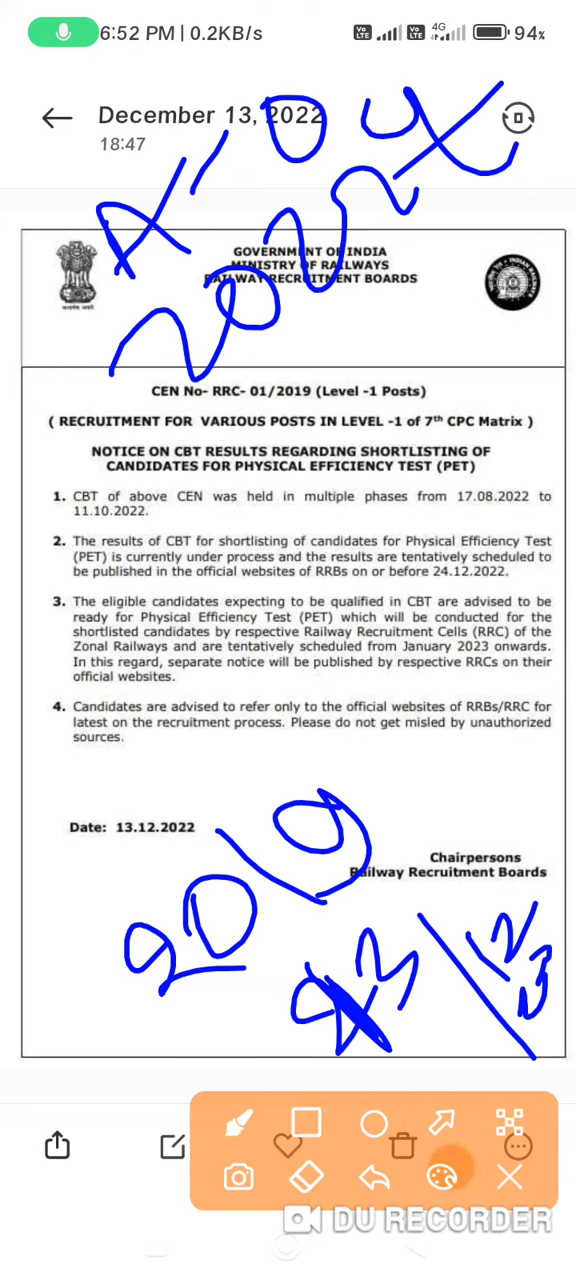 6:52 PM | 0.2KB/s
Vo LTE Vo LTE 4G 94%
December 13, 2022
18:47
A-0
2024
GOVERNMENT OF INDIA
MINISTRY OF RAILWAYS
RAILWAY RECRUITMENT BOARDS
CEN No- RRC- 01/2019 (Level -1 Posts)
( RECRUITMENT FOR VARIOUS POSTS IN LEVEL -1 of 7th CPC Matrix )
NOTICE ON CBT RESULTS REGARDING SHORTLISTING OF
CANDIDATES FOR PHYSICAL EFFICIENCY TEST (PET)
1. CBT of above CEN was held in multiple phases from 17.08.2022 to
11.10.2022.
2. The results of CBT for shortlisting of candidates for Physical Efficiency Test
(PET) is currently under process and the results are tentatively scheduled to
be published in the official websites of RRBs on or before 24.12.2022.
3. The eligible candidates expecting to be qualified in CBT are advised to be
ready for Physical Efficiency Test (PET) which will be conducted for the
shortlisted candidates by respective Railway Recruitment Cells (RRC) of the
Zonal Railways and are tentatively scheduled from January 2023 onwards.
In this regard, separate notice will be published by respective RRCs on their
official websites.
4. Candidates are advised to refer only to the official websites of RRBs/RRC for
latest on the recruitment process. Please do not get misled by unauthorized
sources.
Date: 13.12.2022
2019
Chairpersons
Railway Recruitment Boards
DU RECORDER